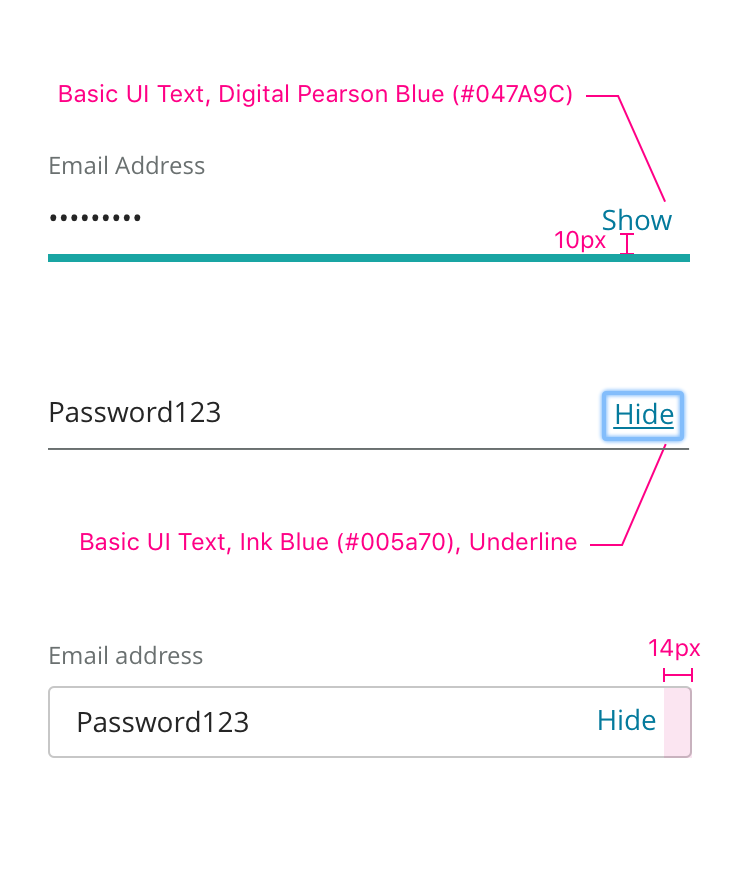 Basic UI Text, Digital Pearson Blue (#047A9C)
Email Address
••••••••• Show
10px
Password123 Hide
Basic UI Text, Ink Blue (#005a70), Underline
14px
Email address
Password123 Hide